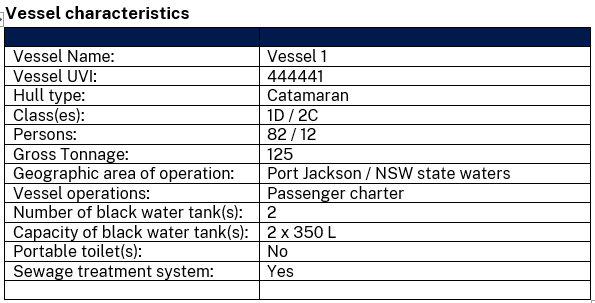 Vessel characteristics
Vessel Name: Vessel 1
Vessel UVI: 444441
Hull type: Catamaran
Class(es): 1D / 2C
Persons: 82 / 12
Gross Tonnage: 125
Geographic area of operation: Port Jackson / NSW state waters
Vessel operations: Passenger charter
Number of black water tank(s): 2
Capacity of black water tank(s): 2 x 350 L
Portable toilet(s): No
Sewage treatment system: Yes